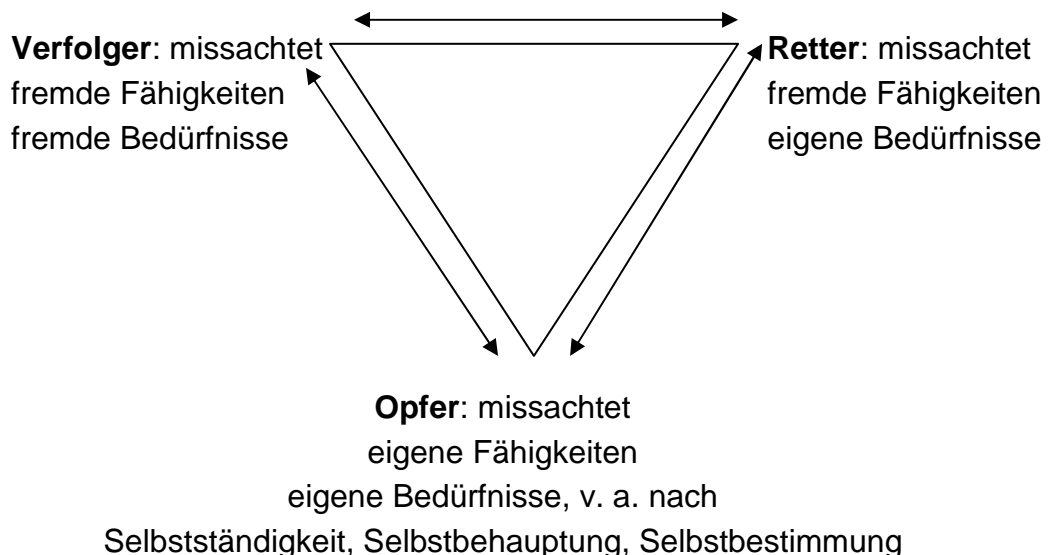 Verfolger: missachtet
fremde Fähigkeiten
fremde Bedürfnisse
Retter: missachtet
fremde Fähigkeiten
eigene Bedürfnisse
Opfer: missachtet
eigene Fähigkeiten
eigene Bedürfnisse, v. a. nach
Selbstständigkeit, Selbstbehauptung, Selbstbestimmung